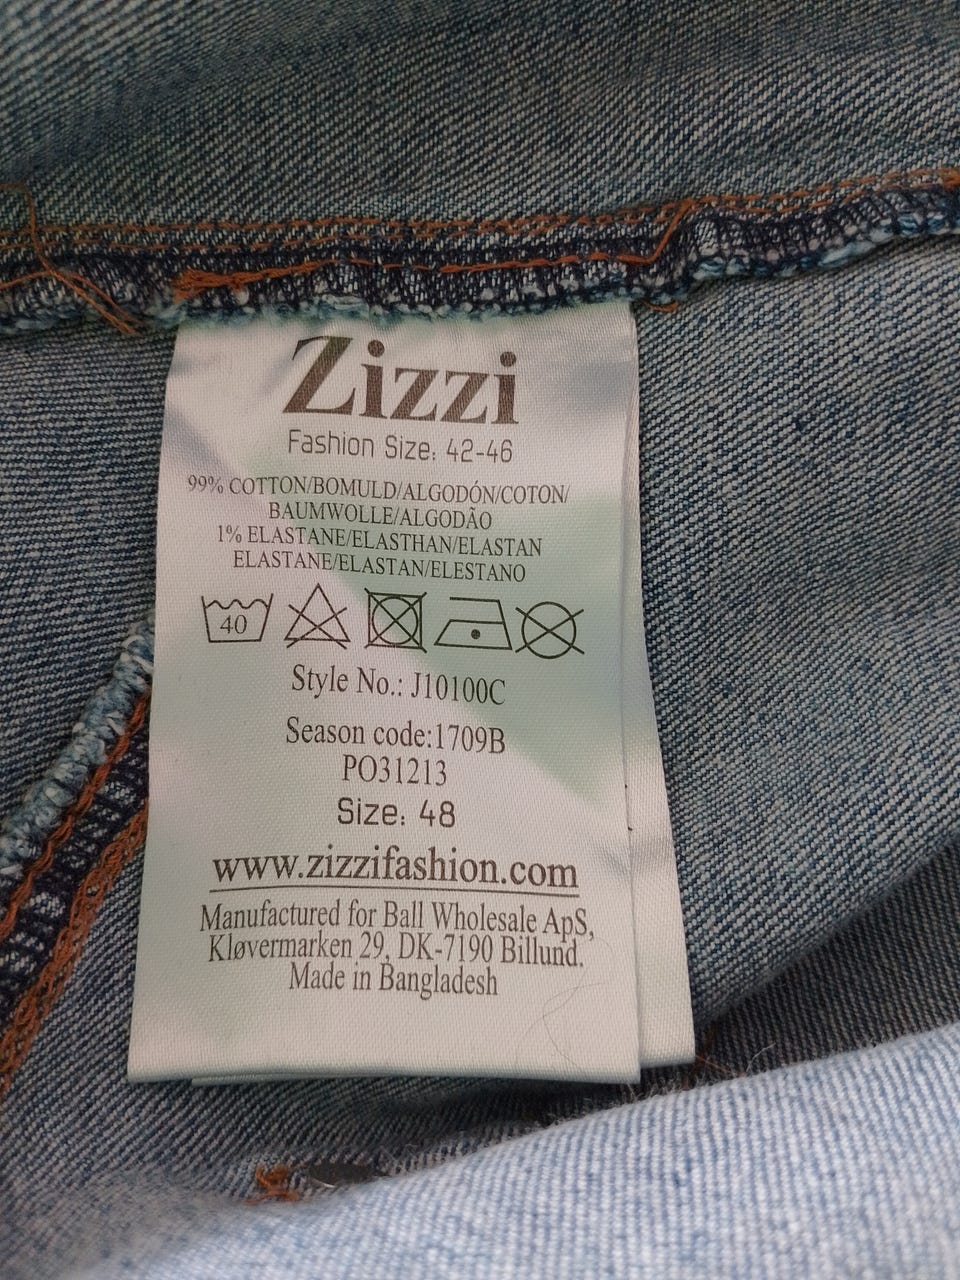 Zizzi
Fashion Size: 42-46
99% COTTON/BOMULD/ALGODÓN/COTON/
BAUMWOLLE/ALGODÃO
1% ELASTANE/ELASTHAN/ELASTAN
ELASTANE/ELASTAN/ELESTANO
40
Style No.: J10100C
Season code:1709B
PO31213
Size: 48
www.zizzifashion.com
Manufactured for Ball Wholesale ApS,
Kløvermarken 29, DK-7190 Billund.
Made in Bangladesh